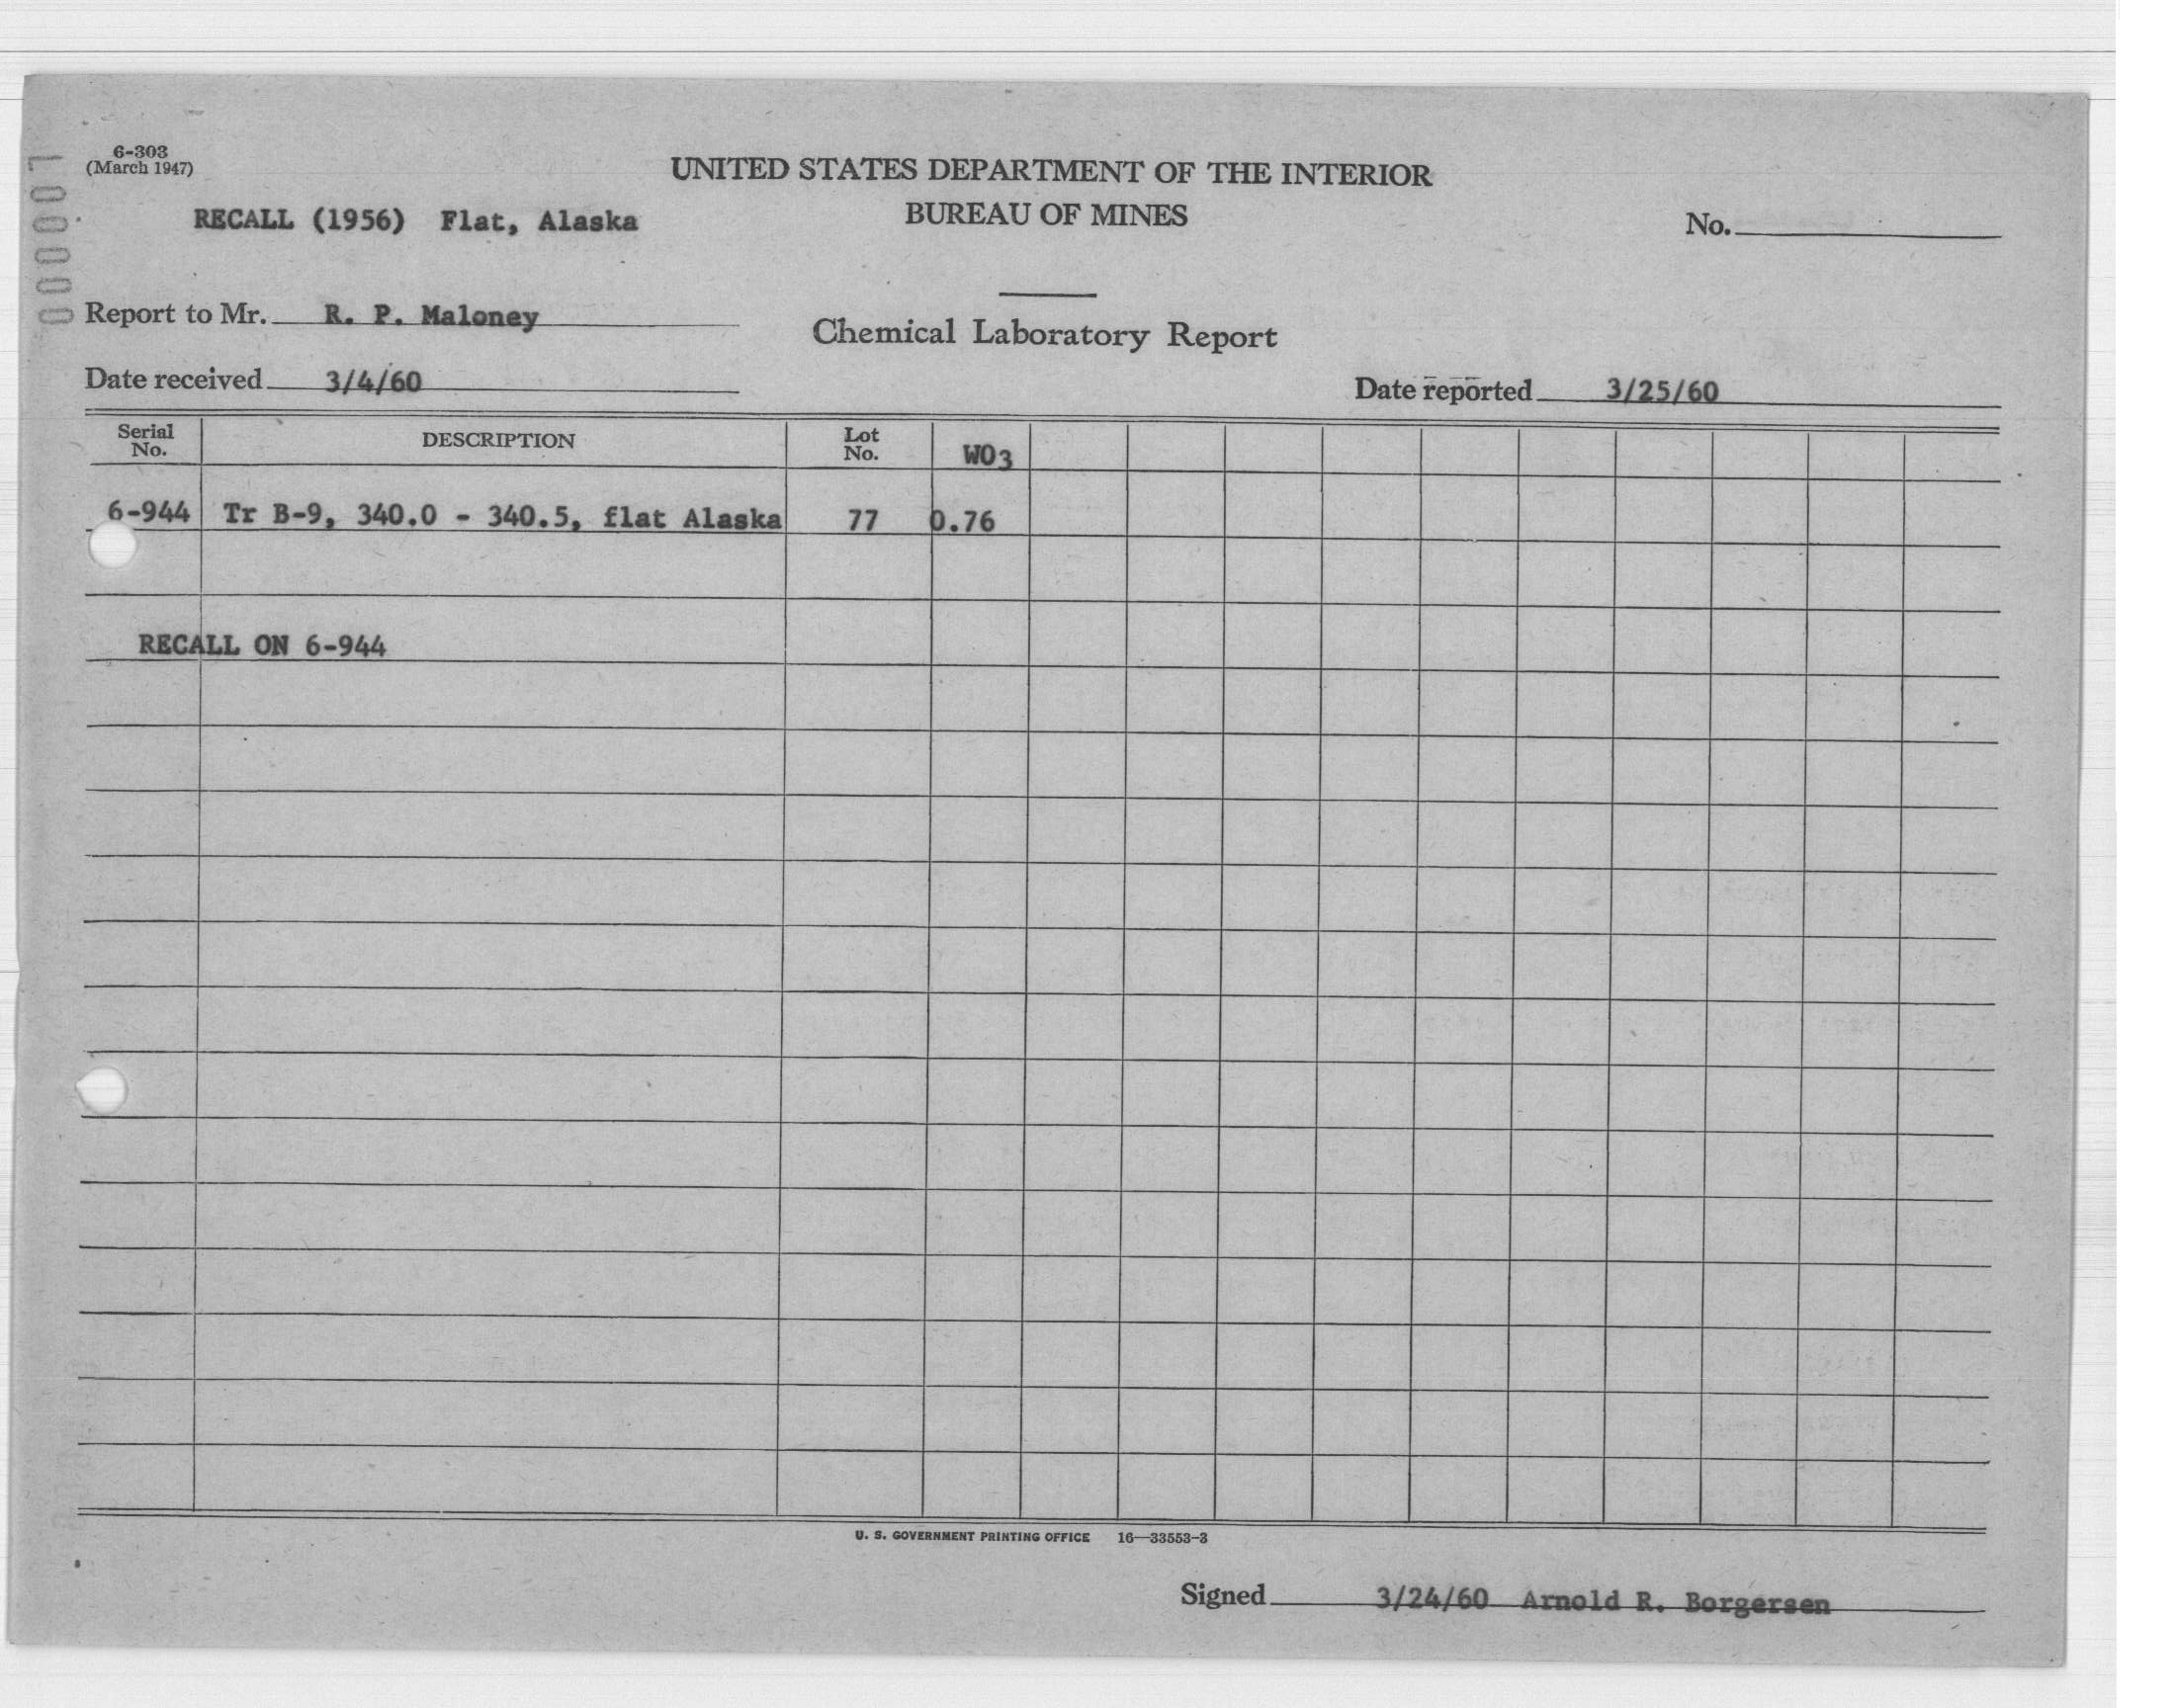 6-303
(March 1947)
000007
UNITED STATES DEPARTMENT OF THE INTERIOR
BUREAU OF MINES
RECALL (1956) Flat, Alaska
No.
Report to Mr. R. P. Maloney
Chemical Laboratory Report
Date received 3/4/60
Date reported 3/25/60
Serial No. DESCRIPTION Lot No. WO3
6-944 Tr B-9, 340.0 - 340.5, flat Alaska 77 0.76
RECALL ON 6-944
U. S. GOVERNMENT PRINTING OFFICE 16—33553-3
Signed 3/24/60 Arnold R. Borgersen